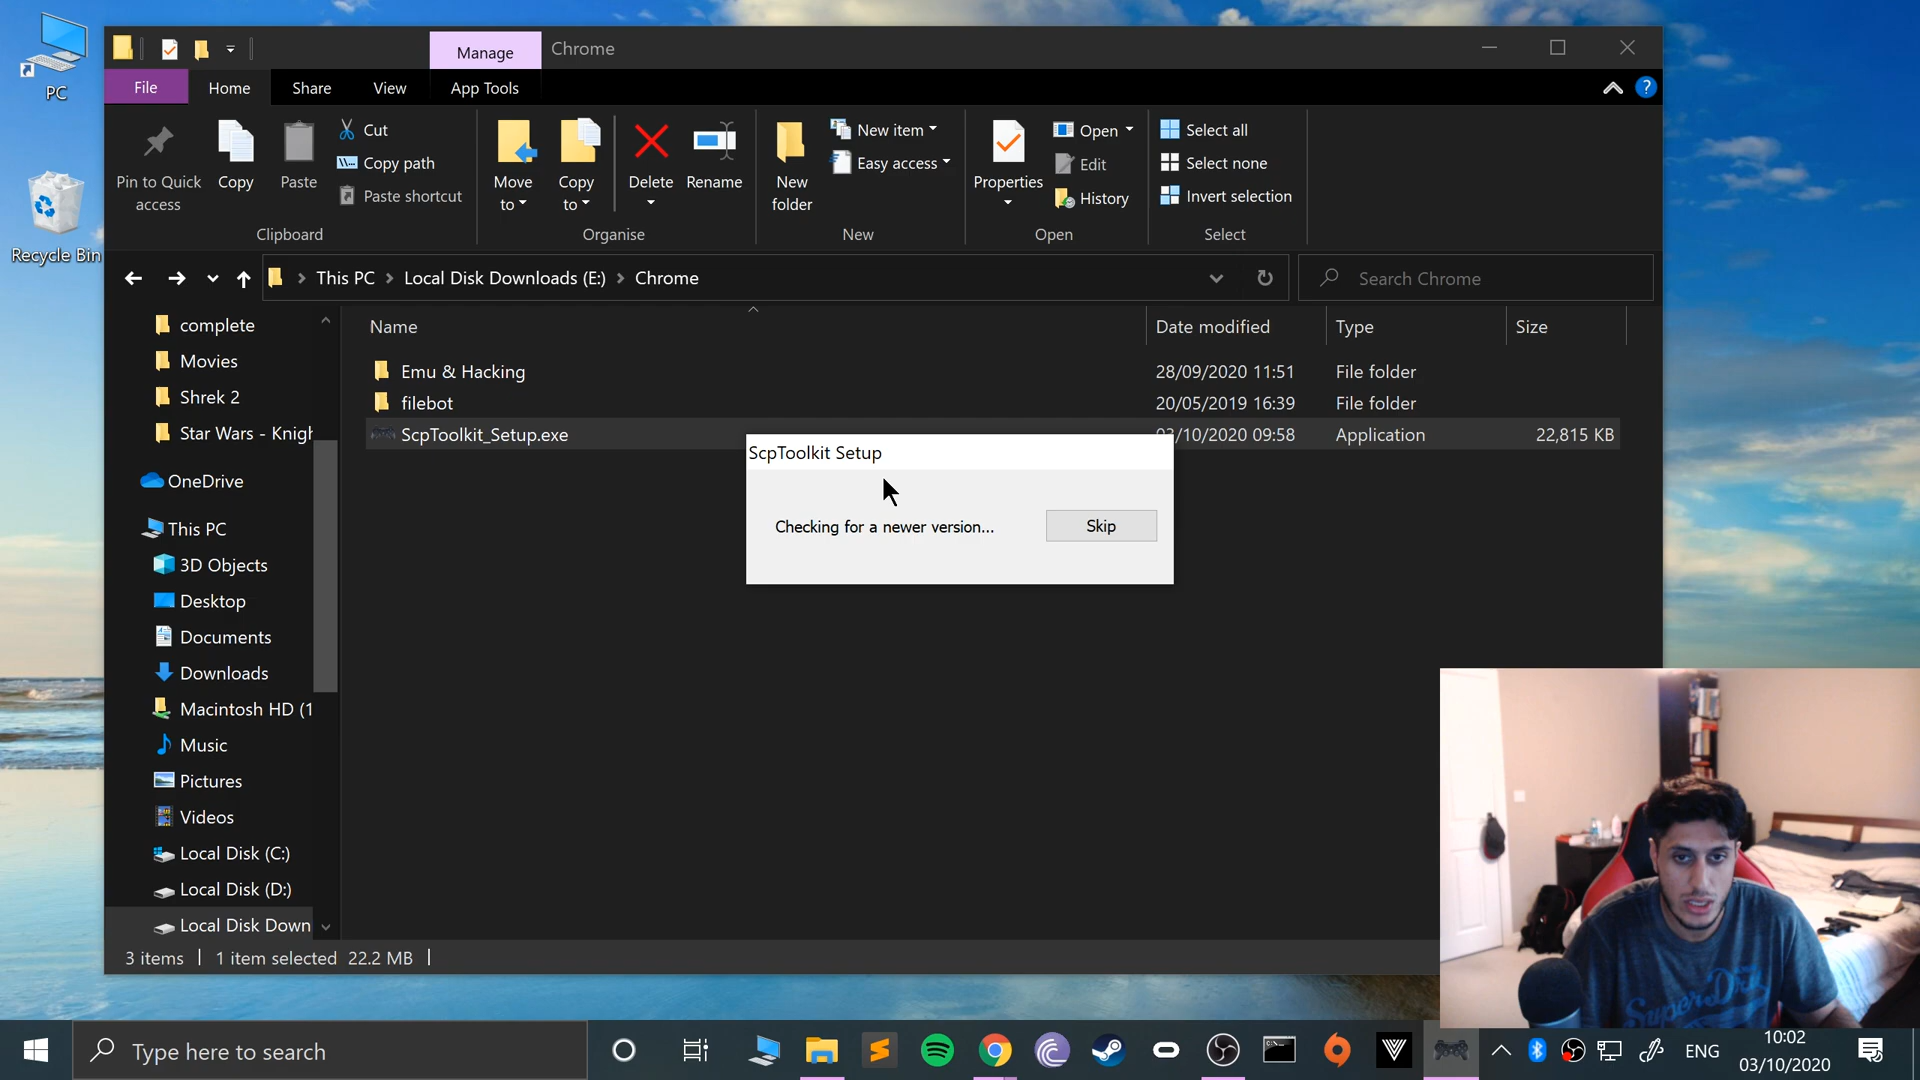 PC
Recycle Bin
Manage
Chrome
File
Home
Share
View
App Tools
Pin to Quick access
Copy
Paste
Cut
Copy path
Paste shortcut
Clipboard
Move to
Copy to
Delete
Rename
Organise
New folder
New item
Easy access
New
Properties
Open
Edit
History
Open
Select all
Select none
Invert selection
Select
This PC
Local Disk Downloads (E:)
Chrome
Search Chrome
Name
Date modified
Type
Size
Emu & Hacking
28/09/2020 11:51
File folder
filebot
20/05/2019 16:39
File folder
ScpToolkit_Setup.exe
/10/2020 09:58
Application
22,815 KB
complete
Movies
Shrek 2
Star Wars - Knigh
OneDrive
This PC
3D Objects
Desktop
Documents
Downloads
Macintosh HD (1
Music
Pictures
Videos
Local Disk (C:)
Local Disk (D:)
Local Disk Down
ScpToolkit Setup
Checking for a newer version...
Skip
3 items
1 item selected 22.2 MB
SuperDry
Type here to search
ENG
10:02
03/10/2020